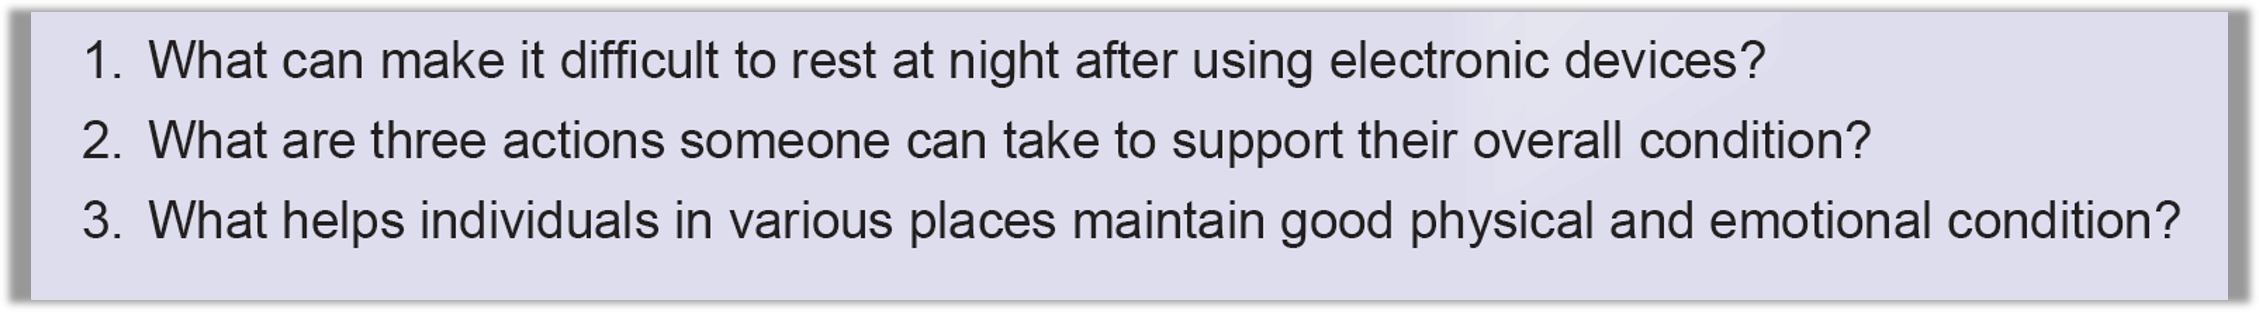 1. What can make it difficult to rest at night after using electronic devices?
2. What are three actions someone can take to support their overall condition?
3. What helps individuals in various places maintain good physical and emotional condition?